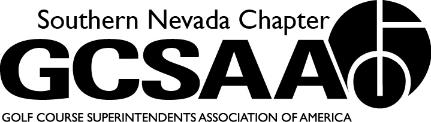 Southern Nevada Chapter
GCSAA
GOLF COURSE SUPERINTENDENTS ASSOCIATION OF AMERICA